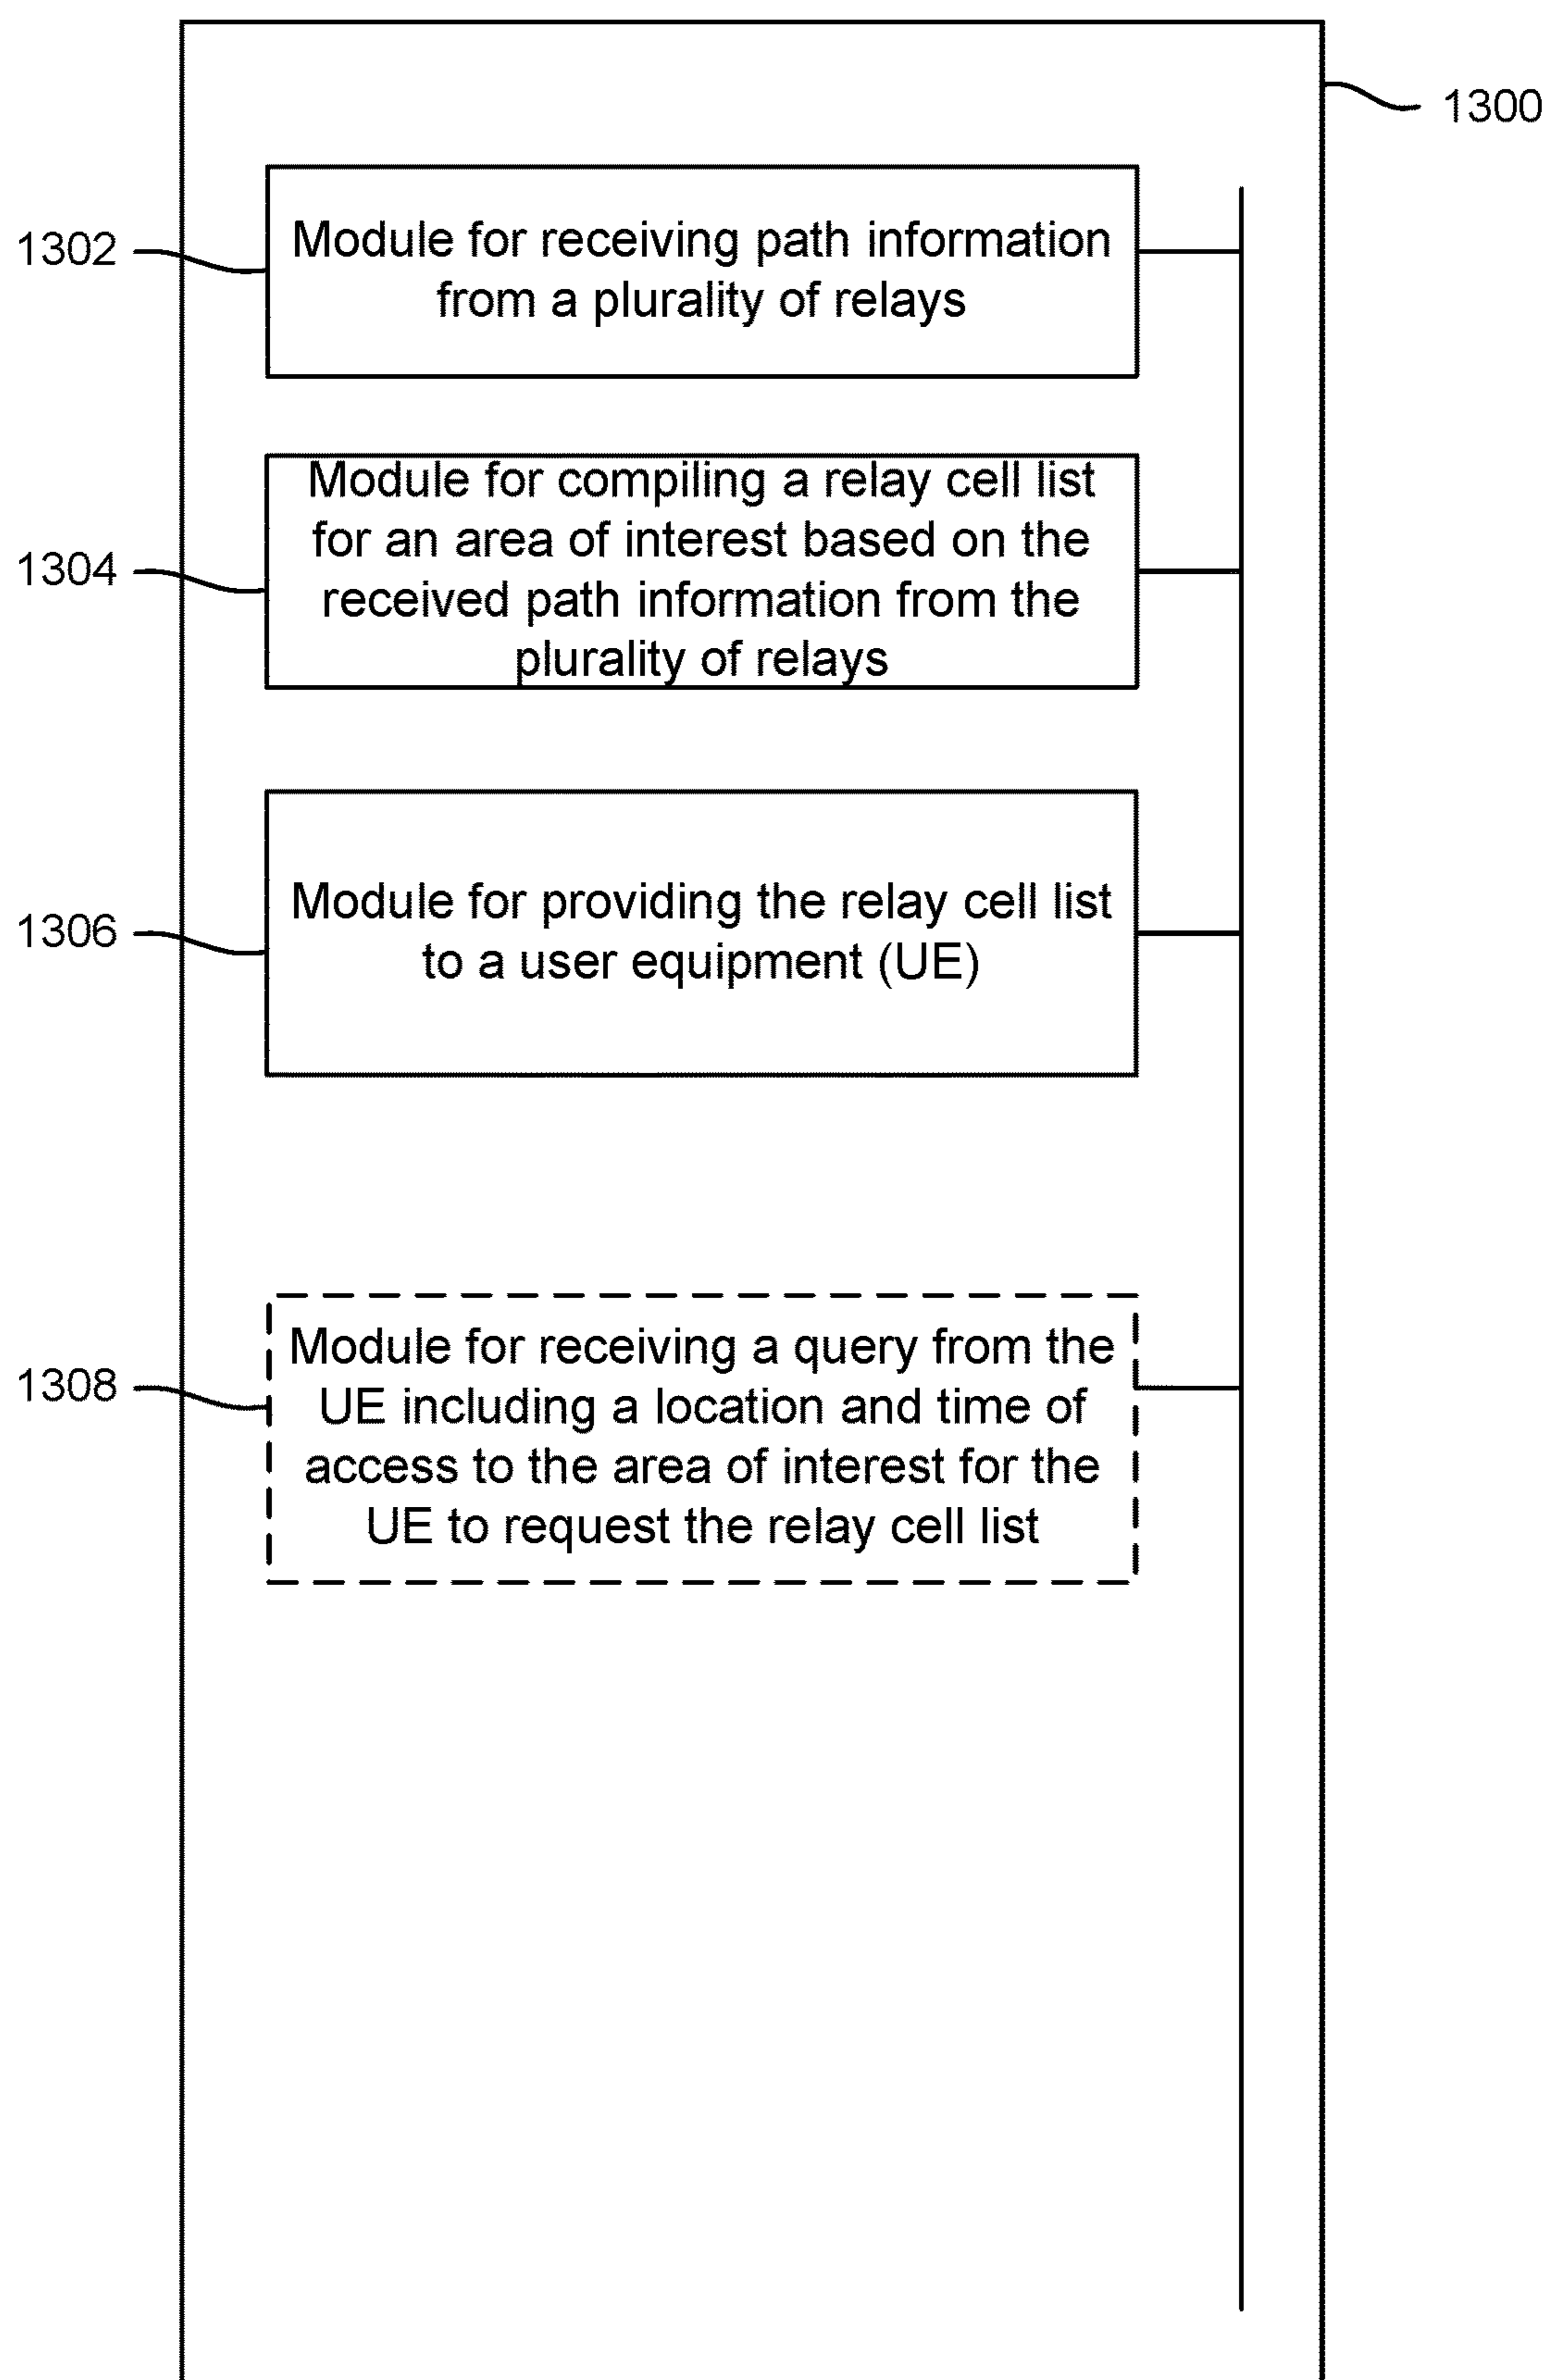 1300
1302
Module for receiving path information
from a plurality of relays
1304
Module for compiling a relay cell list
for an area of interest based on the
received path information from the
plurality of relays
1306
Module for providing the relay cell list
to a user equipment (UE)
1308
Module for receiving a query from the
UE including a location and time of
access to the area of interest for the
UE to request the relay cell list